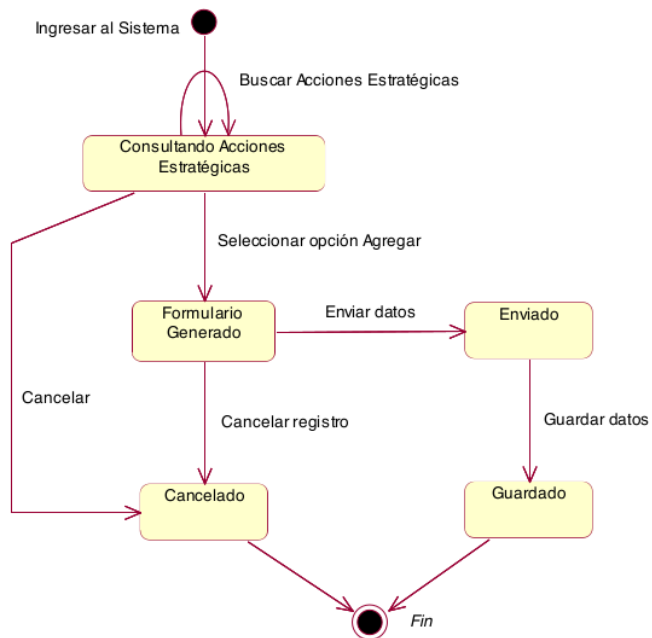 Ingresar al Sistema
Buscar Acciones Estratégicas
Consultando Acciones
Estratégicas
Seleccionar opción Agregar
Formulario
Generado
Enviar datos
Enviado
Cancelar
Cancelar registro
Guardar datos
Cancelado
Guardado
Fin